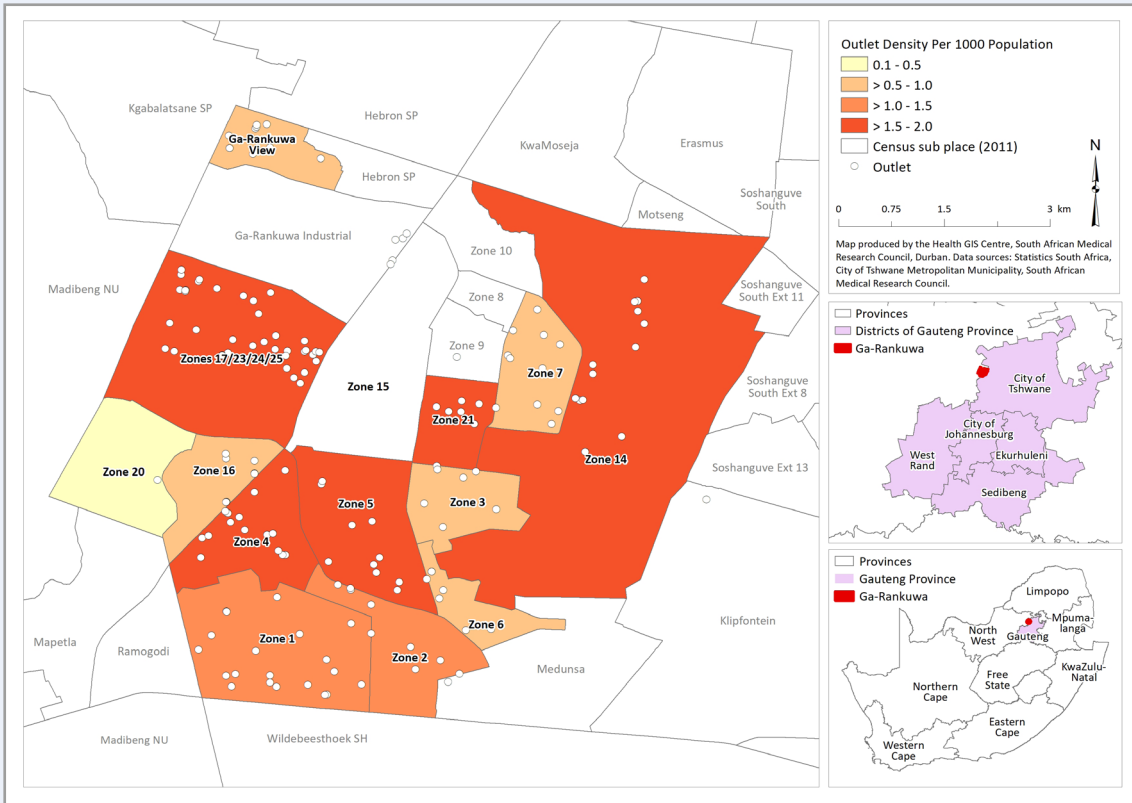 Kgabalatsane SP
Hebron SP
KwaMoseja
Erasmus
Ga-Rankuwa
View
Hebron SP
Soshanguve
South
Motseng
Ga-Rankuwa Industrial
Zone 10
Madibeng NU
Zone 8
Soshanguve
South Ext 11
Zone 9
Zones 17/23/24/25
Zone 15
Zone 7
Soshanguve
South Ext 8
Zone 21
Zone 14
Zone 20
Zone 16
Soshanguve Ext 13
Zone 5
Zone 3
Zone 4
Zone 6
Klipfontein
Zone 1
Mapetla
Ramogodi
Zone 2
Medunsa
Madibeng NU
Wildebeesthoek SH
Outlet Density Per 1000 Population
0.1 - 0.5
> 0.5 - 1.0
> 1.0 - 1.5
> 1.5 - 2.0
Census sub place (2011)
Outlet
N
0 0.75 1.5 3 km
Map produced by the Health GIS Centre, South African Medical
Research Council, Durban. Data sources: Statistics South Africa,
City of Tshwane Metropolitan Municipality, South African
Medical Research Council.
Provinces
Districts of Gauteng Province
Ga-Rankuwa
City of
Tshwane
City of
Johannesburg
West
Rand
Ekurhuleni
Sedibeng
Provinces
Gauteng Province
Ga-Rankuwa
Limpopo
Mpuma-
langa
North
West
Gauteng
KwaZulu-
Natal
Free
State
Northern
Cape
Eastern
Cape
Western
Cape